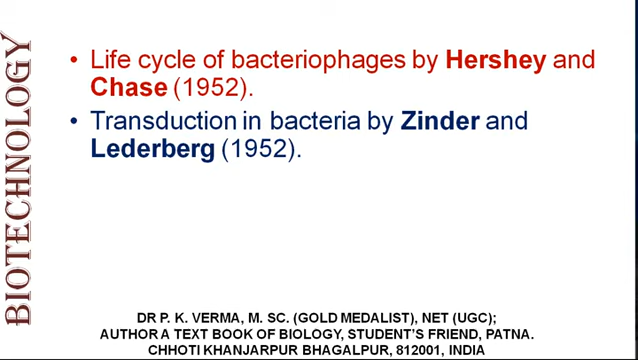 BIOTECHNOLOGY
• Life cycle of bacteriophages by Hershey and
Chase (1952).
• Transduction in bacteria by Zinder and
Lederberg (1952).
DR P. K. VERMA, M. SC. (GOLD MEDALIST), NET (UGC);
AUTHOR A TEXT BOOK OF BIOLOGY, STUDENT'S FRIEND, PATNA.
CHHOTI KHANJARPUR BHAGALPUR, 812001, INDIA